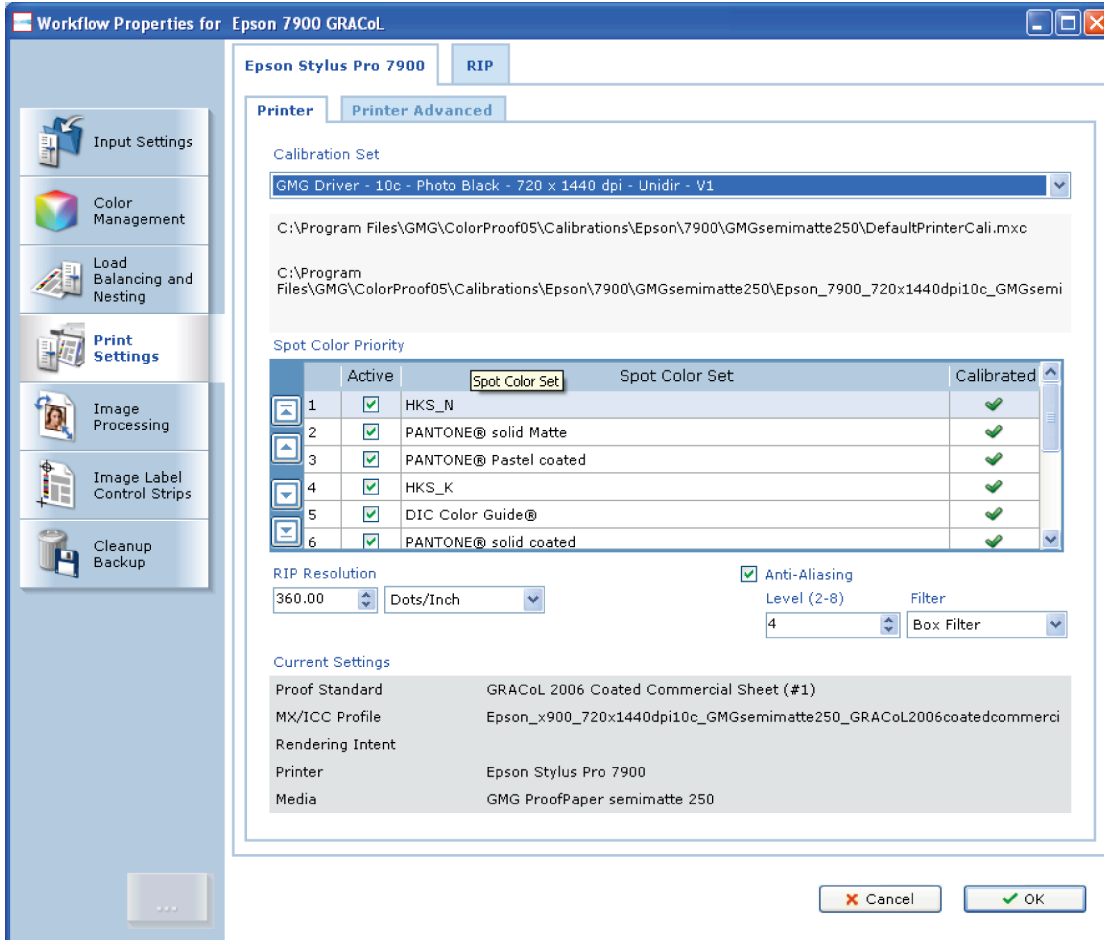 Workflow Properties for Epson 7900 GRACoL
Input Settings
Color
Management
Load
Balancing and
Nesting
Print
Settings
Image
Processing
Image Label
Control Strips
Cleanup
Backup
...
Epson Stylus Pro 7900
RIP
Printer
Printer Advanced
Calibration Set
GMG Driver - 10c - Photo Black - 720 x 1440 dpi - Unidir - V1
C:\Program Files\GMG\ColorProof05\Calibrations\Epson\7900\GMGsemimatte250\DefaultPrinterCali.mxc
C:\Program
Files\GMG\ColorProof05\Calibrations\Epson\7900\GMGsemimatte250\Epson_7900_720x1440dpi10c_GMGsemi
Spot Color Priority
Active Spot Color Set Calibrated
Spot Color Set
1 HKS_N
2 PANTONE® solid Matte
3 PANTONE® Pastel coated
4 HKS_K
5 DIC Color Guide®
6 PANTONE® solid coated
RIP Resolution
360.00 Dots/Inch
Anti-Aliasing
Level (2-8) Filter
4 Box Filter
Current Settings
Proof Standard GRACoL 2006 Coated Commercial Sheet (#1)
MX/ICC Profile Epson_x900_720x1440dpi10c_GMGsemimatte250_GRACoL2006coatedcommerci
Rendering Intent
Printer Epson Stylus Pro 7900
Media GMG ProofPaper semimatte 250
Cancel OK